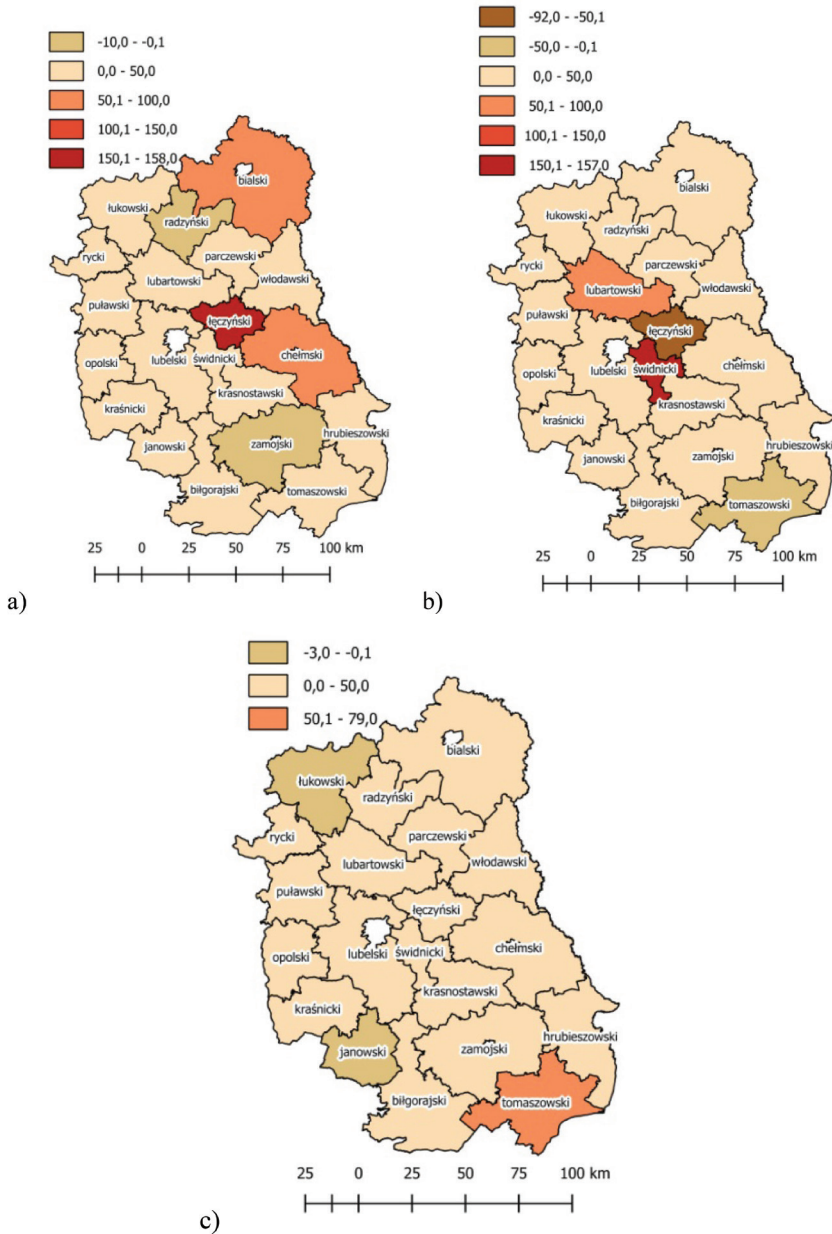 -10,0 - -0,1
0,0 - 50,0
50,1 - 100,0
100,1 - 150,0
150,1 - 158,0
bialski
łukowski
radzyński
rycki
parczewski
lubartowski
włodawski
puławski
łęczyński
opolski
lubelski
świdnicki
chełmski
kraśnicki
krasnostawski
janowski
zamojski
hrubieszowski
biłgorajski
tomaszowski
25 0 25 50 75 100 km
a)
-92,0 - -50,1
-50,0 - -0,1
0,0 - 50,0
50,1 - 100,0
100,1 - 150,0
150,1 - 157,0
bialski
łukowski
radzyński
rycki
parczewski
lubartowski
włodawski
puławski
łęczyński
opolski
lubelski
świdnicki
chełmski
kraśnicki
krasnostawski
janowski
zamojski
hrubieszowski
biłgorajski
tomaszowski
25 0 25 50 75 100 km
b)
-3,0 - -0,1
0,0 - 50,0
50,1 - 79,0
bialski
łukowski
radzyński
rycki
parczewski
lubartowski
włodawski
puławski
łęczyński
opolski
lubelski
świdnicki
chełmski
kraśnicki
krasnostawski
janowski
zamojski
hrubieszowski
biłgorajski
tomaszowski
25 0 25 50 75 100 km
c)